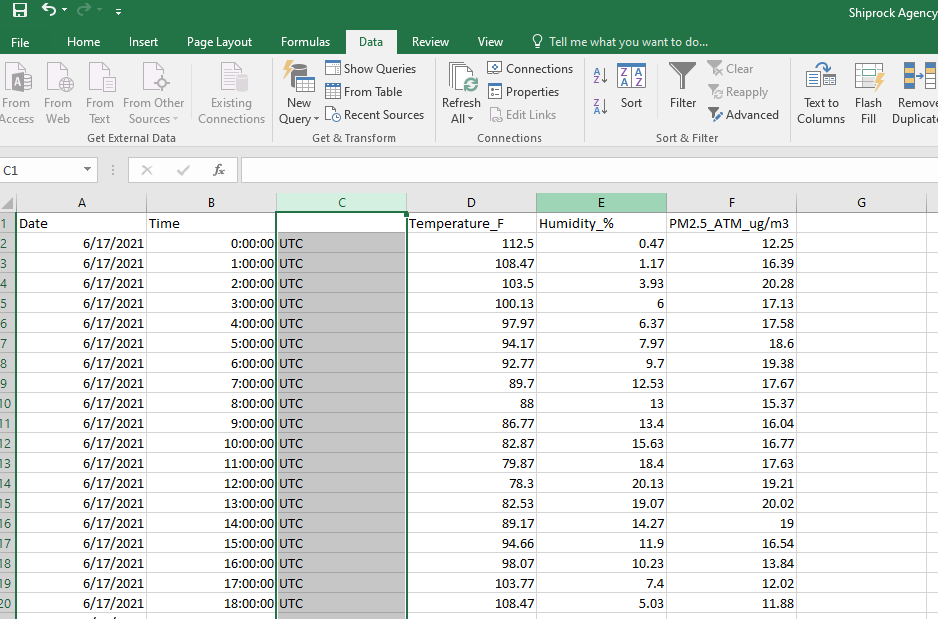 Shiprock Agency
File Home Insert Page Layout Formulas Data Review View Tell me what you want to do...
From Access
From Web
From Text
From Other Sources
Existing Connections
Get External Data
New Query
Show Queries
From Table
Recent Sources
Get & Transform
Refresh All
Connections
Properties
Edit Links
Connections
Sort
Filter
Clear
Reapply
Advanced
Sort & Filter
Text to Columns
Flash Fill
Remove
C1 fx
A B C D E F G
1 Date Time Temperature_F Humidity_% PM2.5_ATM_ug/m3
2 6/17/2021 0:00:00 UTC 112.5 0.47 12.25
3 6/17/2021 1:00:00 UTC 108.47 1.17 16.39
4 6/17/2021 2:00:00 UTC 103.5 3.93 20.28
5 6/17/2021 3:00:00 UTC 100.13 6 17.13
6 6/17/2021 4:00:00 UTC 97.97 6.37 17.58
7 6/17/2021 5:00:00 UTC 94.17 7.97 18.6
8 6/17/2021 6:00:00 UTC 92.77 9.7 19.38
9 6/17/2021 7:00:00 UTC 89.7 12.53 17.67
10 6/17/2021 8:00:00 UTC 88 13 15.37
11 6/17/2021 9:00:00 UTC 86.77 13.4 16.04
12 6/17/2021 10:00:00 UTC 82.87 15.63 16.77
13 6/17/2021 11:00:00 UTC 79.87 18.4 17.63
14 6/17/2021 12:00:00 UTC 78.3 20.13 19.21
15 6/17/2021 13:00:00 UTC 82.53 19.07 20.02
16 6/17/2021 14:00:00 UTC 89.17 14.27 19
17 6/17/2021 15:00:00 UTC 94.66 11.9 16.54
18 6/17/2021 16:00:00 UTC 98.07 10.23 13.84
19 6/17/2021 17:00:00 UTC 103.77 7.4 12.02
20 6/17/2021 18:00:00 UTC 108.47 5.03 11.88